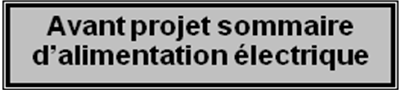 Avant projet sommaire
d’alimentation électrique